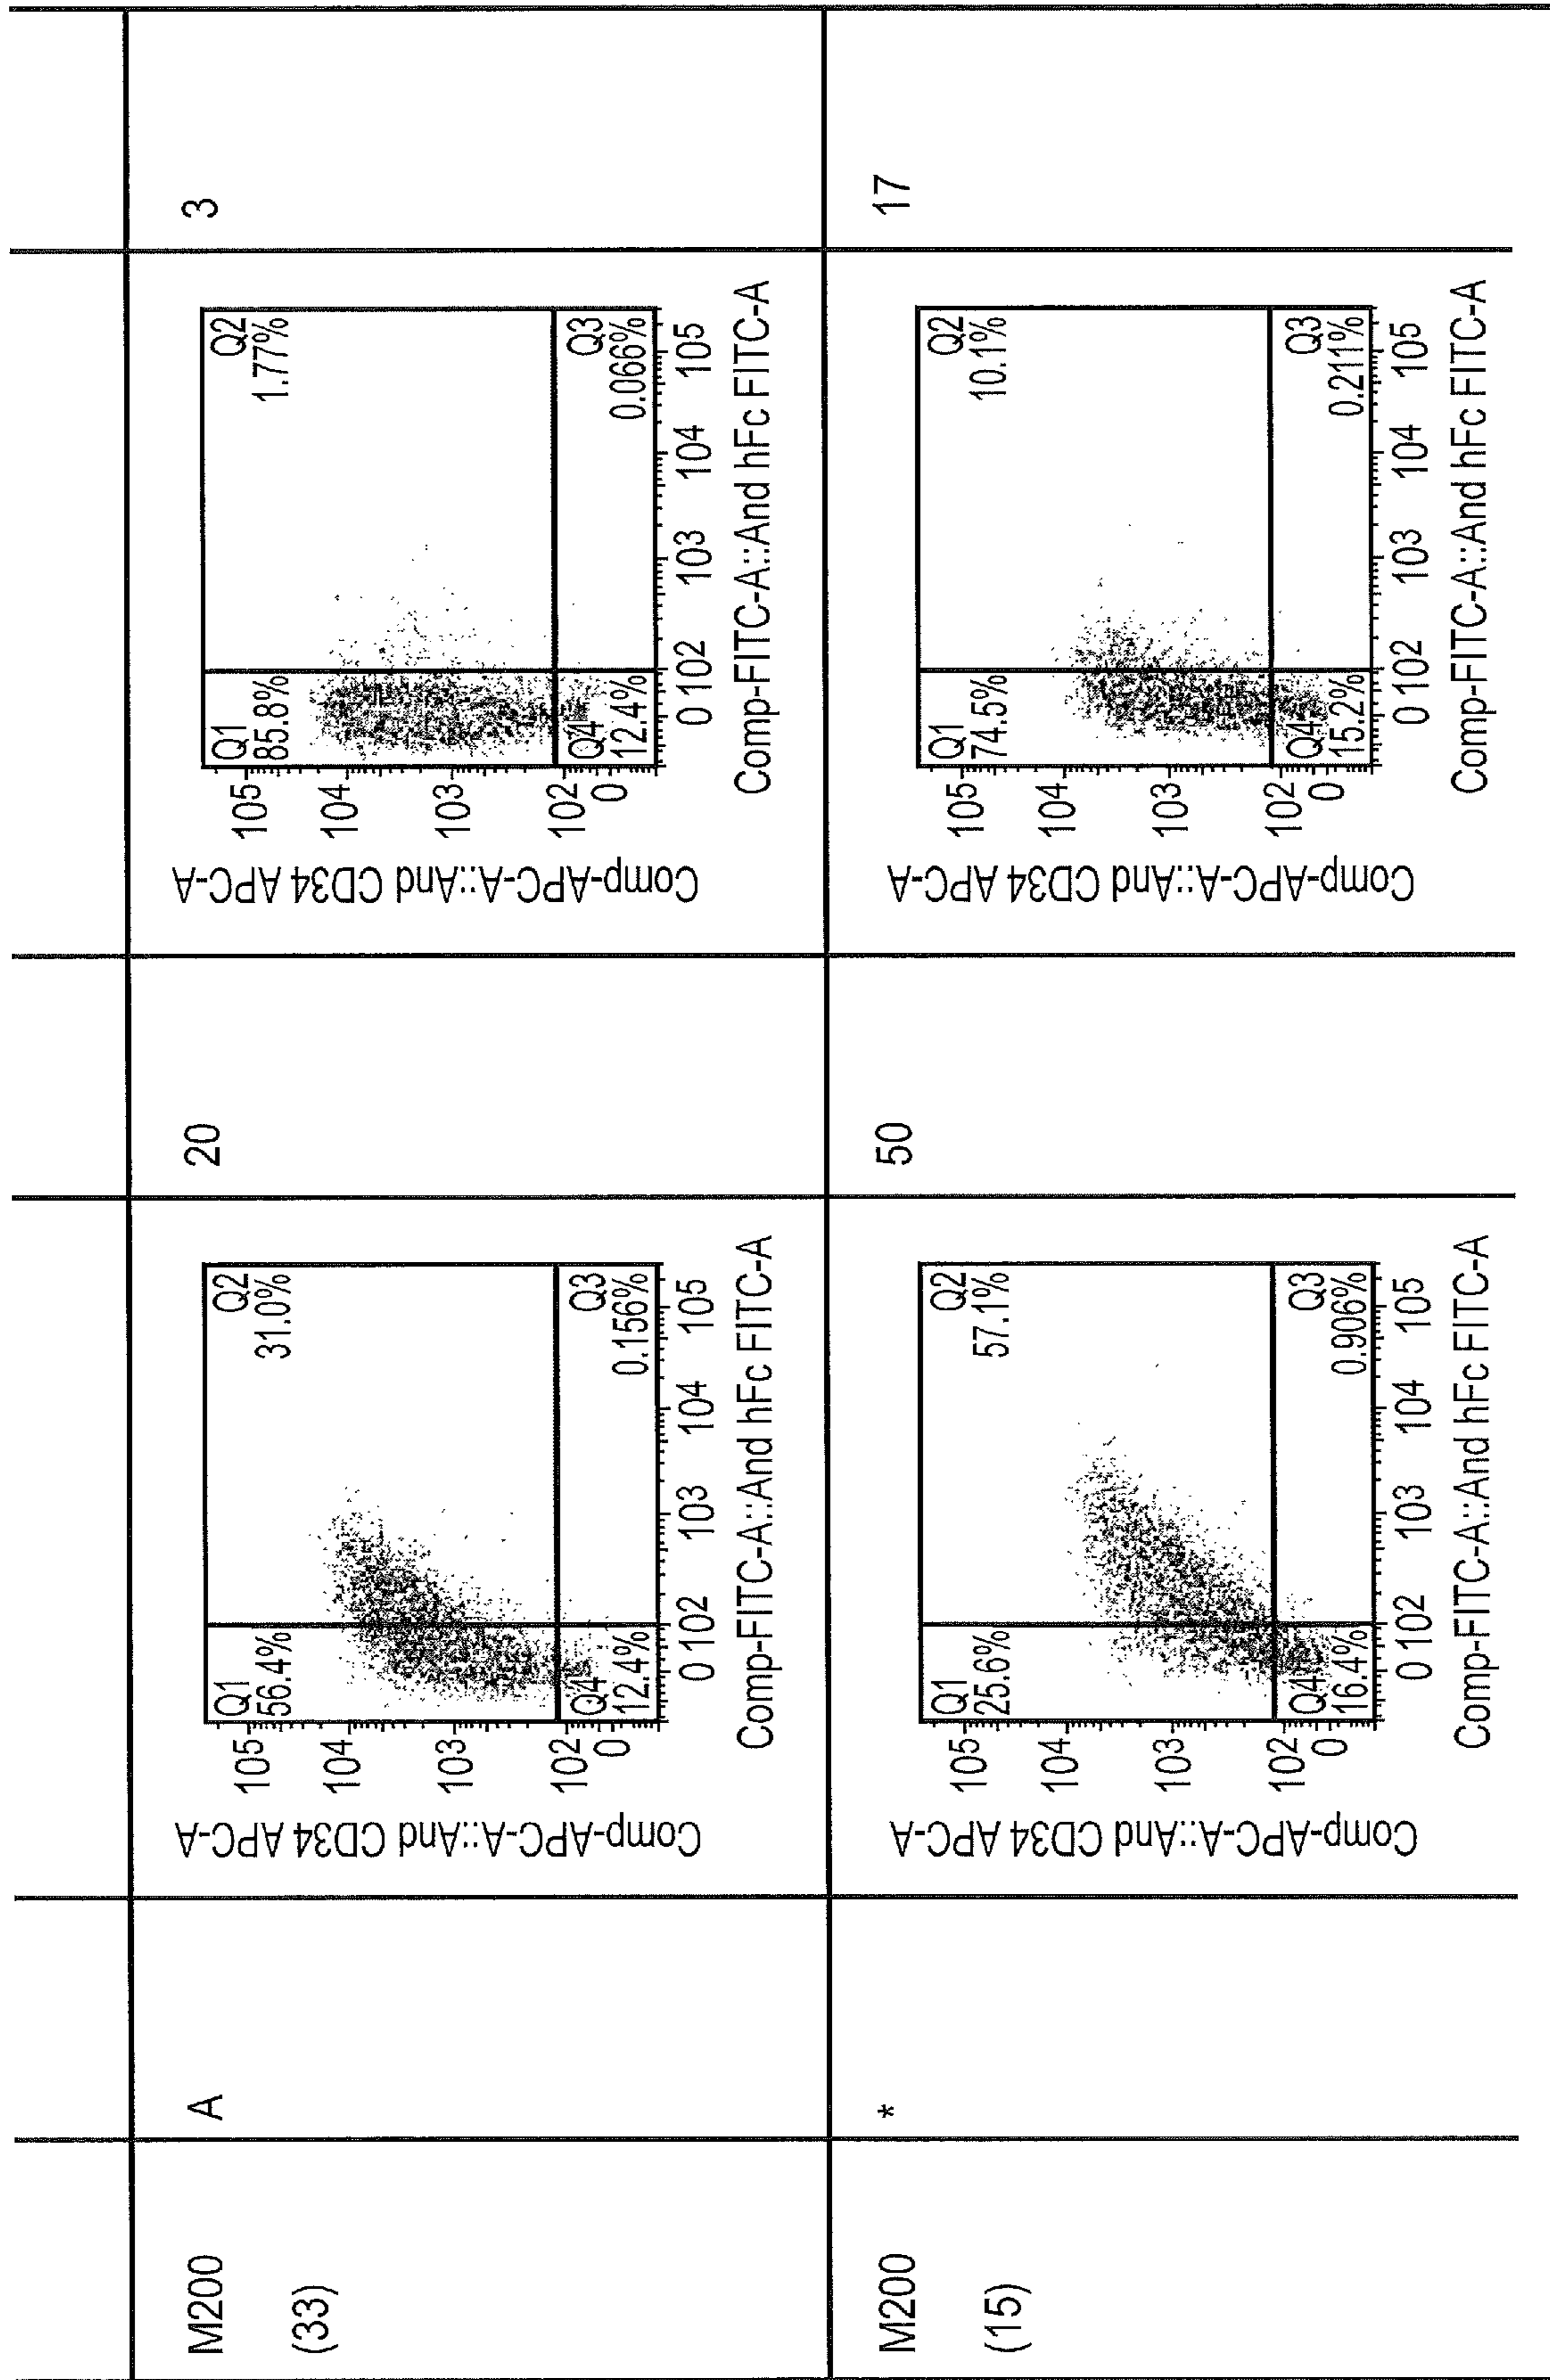 M200
(33)
A
Comp-APC-A::And CD34 APC-A
105
104
103
102
0
Q1
56.4%
Q2
31.0%
Q4
12.4%
Q3
0.156%
0 102 103 104 105
Comp-FITC-A::And hFc FITC-A
20
Comp-APC-A::And CD34 APC-A
105
104
103
102
0
Q1
85.8%
Q2
1.77%
Q4
12.4%
Q3
0.066%
0 102 103 104 105
Comp-FITC-A::And hFc FITC-A
3
M200
(15)
*
Comp-APC-A::And CD34 APC-A
105
104
103
102
0
Q1
25.6%
Q2
57.1%
Q4
16.4%
Q3
0.906%
0 102 103 104 105
Comp-FITC-A::And hFc FITC-A
50
Comp-APC-A::And CD34 APC-A
105
104
103
102
0
Q1
74.5%
Q2
10.1%
Q4
15.2%
Q3
0.211%
0 102 103 104 105
Comp-FITC-A::And hFc FITC-A
17